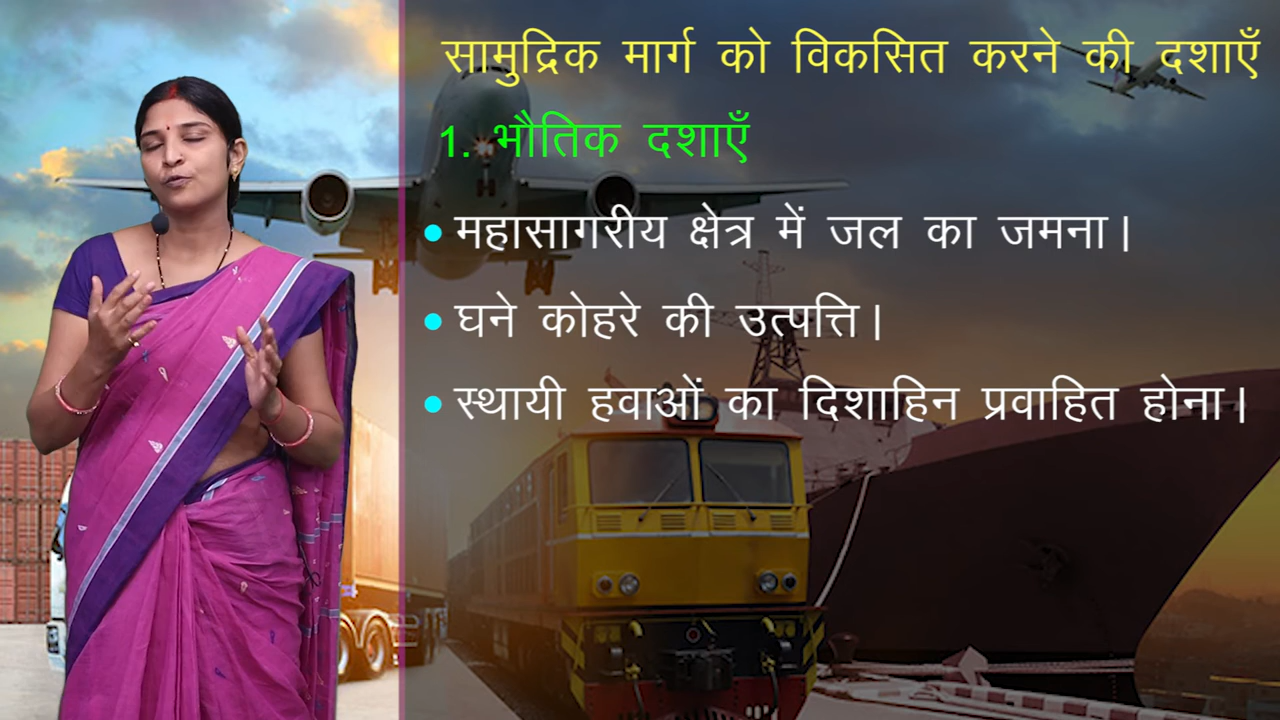 सामुद्रिक मार्ग को विकसित करने की दशाएँ
1. भौतिक दशाएँ
• महासागरीय क्षेत्र में जल का जमना।
• घने कोहरे की उत्पत्ति।
• स्थायी हवाओं का दिशाहिन प्रवाहित होना।